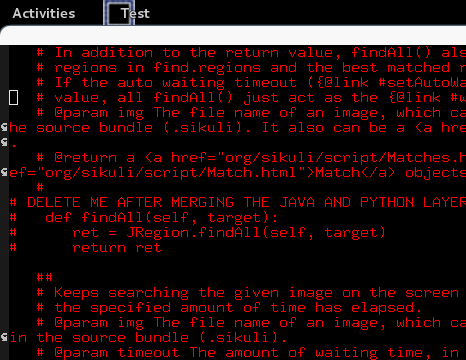 Activities Test
# In addition to the return value, findAll() als
regions in find.regions and the best matched r
# If the auto waiting timeout ({@link #setAutoWa
# value, all findAll() just act as the {@link #w
# @param img The file name of an image, which ca
he source bundle (.sikuli). It also can be a <a h
.
# @return a <a href="org/sikuli/script/Matches.h
ef="org/sikuli/script/Match.html">Match</a> objects
#
# DELETE ME AFTER MERGING THE JAVA AND PYTHON LAYER
# def findAll(self, target):
# ret = JRegion.findAll(self, target)
# return ret
##
# Keeps searching the given image on the screen
# the specified amount of time has elapsed.
# @param img The file name of an image, which ca
in the source bundle (.sikuli).
# @param timeout The amount of waiting time, in